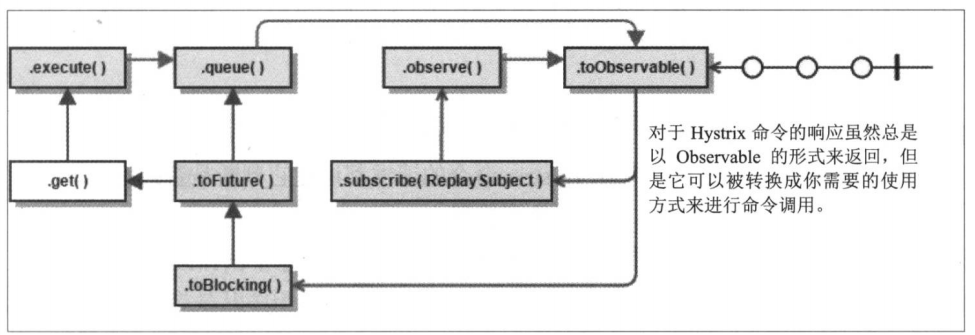 .execute( )
.queue( )
.observe( )
.toObservable( )
对于 Hystrix 命令的响应虽然总是
以 Observable 的形式来返回，但
是它可以被转换成你需要的使用
方式来进行命令调用。
.get( )
.toFuture( )
.subscribe( ReplaySubject )
.toBlocking( )